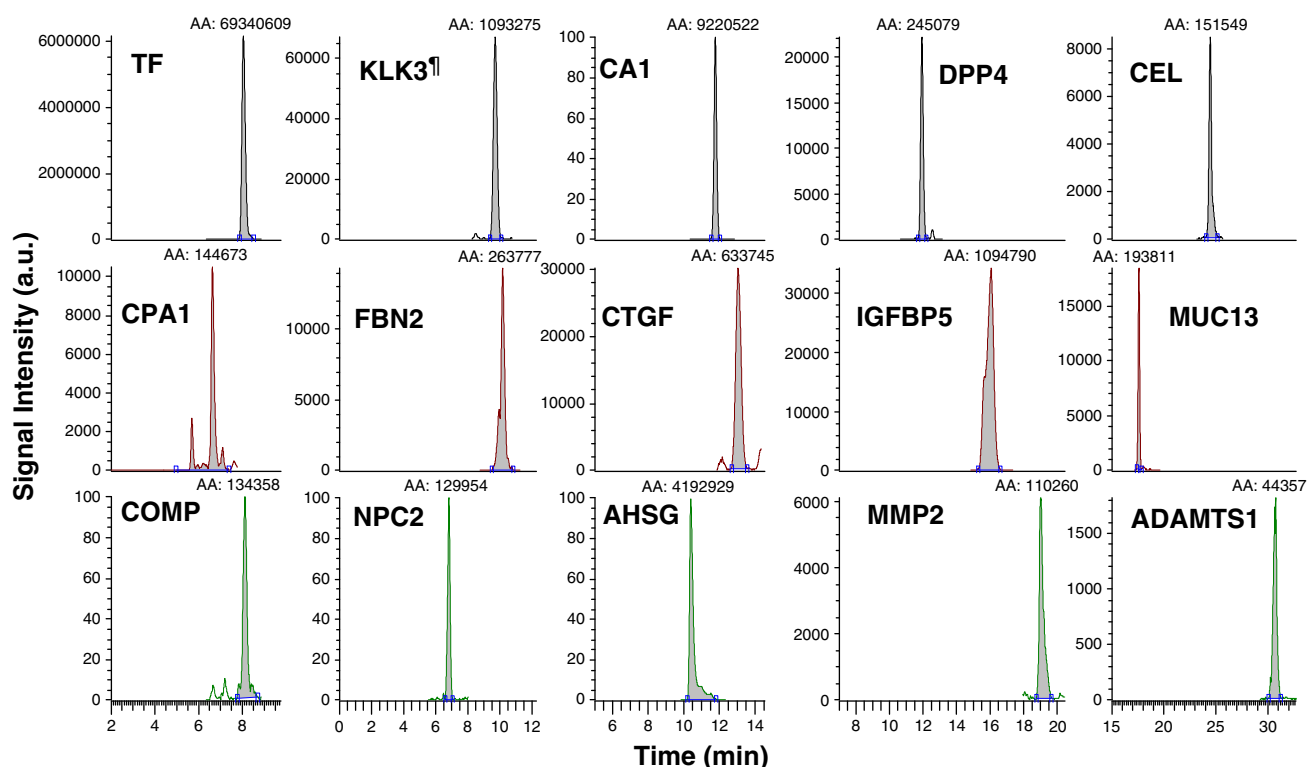 AA: 69340609 AA: 1093275 AA: 9220522 AA: 245079 AA: 151549
TF KLK3¶ CA1 DPP4 CEL
6000000 4000000 2000000 0
60000 40000 20000 0
100 80 60 40 20 0
20000 15000 10000 5000 0
8000 6000 4000 2000 0
AA: 144673 AA: 263777 AA: 633745 AA: 1094790 AA: 193811
CPA1 FBN2 CTGF IGFBP5 MUC13
10000 8000 6000 4000 2000 0
10000 5000 0
30000 20000 10000 0
30000 20000 10000 0
15000 10000 5000 0
AA: 134358 AA: 129954 AA: 4192929 AA: 110260 AA: 44357
COMP NPC2 AHSG MMP2 ADAMTS1
100 80 60 40 20 0
100 80 60 40 20 0
100 80 60 40 20 0
6000 4000 2000 0
1500 1000 500 0
2 4 6 8
0 2 4 6 8 10 12
6 8 10 12 14
8 10 12 14 16 18 20
15 20 25 30
Signal Intensity (a.u.)
Time (min)